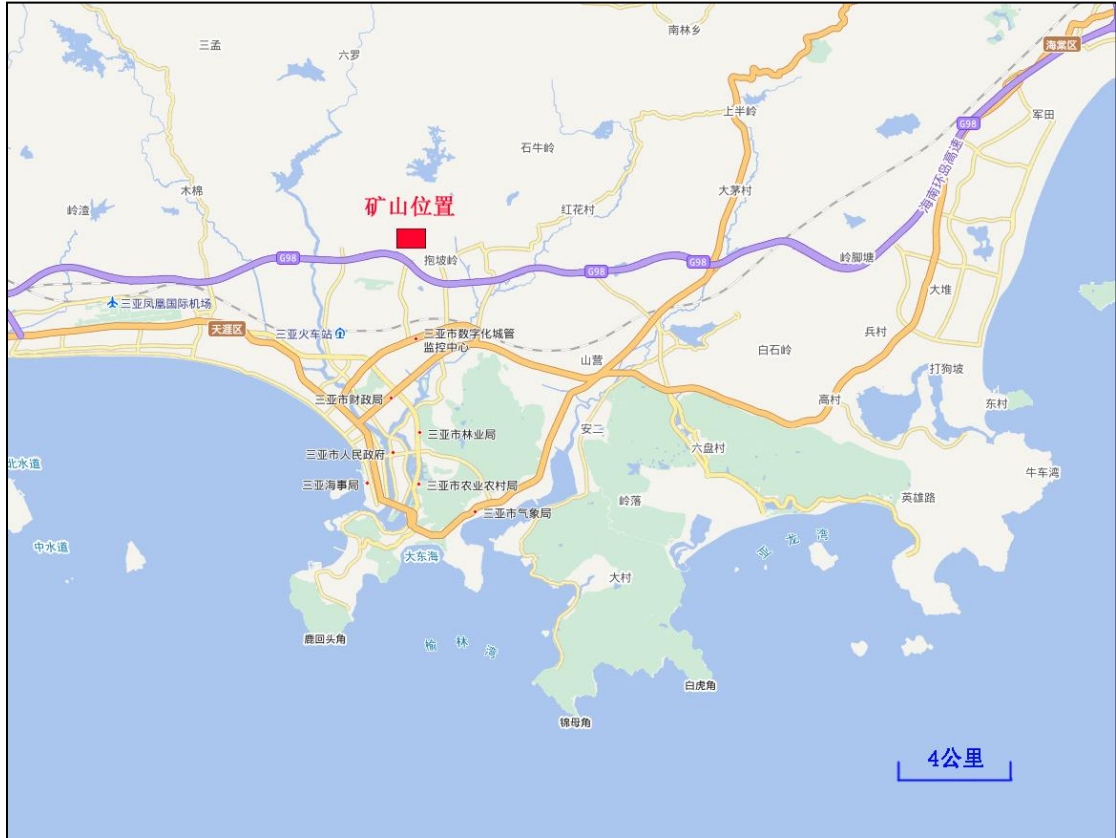 南林乡
三孟
六罗
海棠区
上半岭
军田
G98
石牛岭
木棉
大茅村
海南环岛高速
矿山位置
红花村
岭渣
抱坡岭
G98
G98
G98
岭脚塘
大堆
三亚凤凰国际机场
天涯区
三亚火车站
三亚市数字化城管
监控中心
兵村
白石岭
山营
打狗坡
三亚市财政局
高村
东村
安二
三亚市林业局
六盘村
三亚市人民政府
北水道
牛车湾
三亚海事局
三亚市农业农村局
英雄路
岭落
三亚市气象局
亚龙湾
中水道
大东海
大村
鹿回头角
榆林湾
白虎角
锦母角
4公里